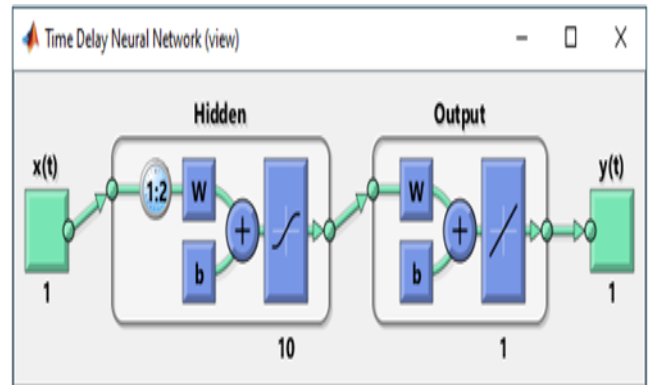 Time Delay Neural Network (view)
Hidden
Output
x(t)
y(t)
1:2
W
b
W
b
1
10
1
1